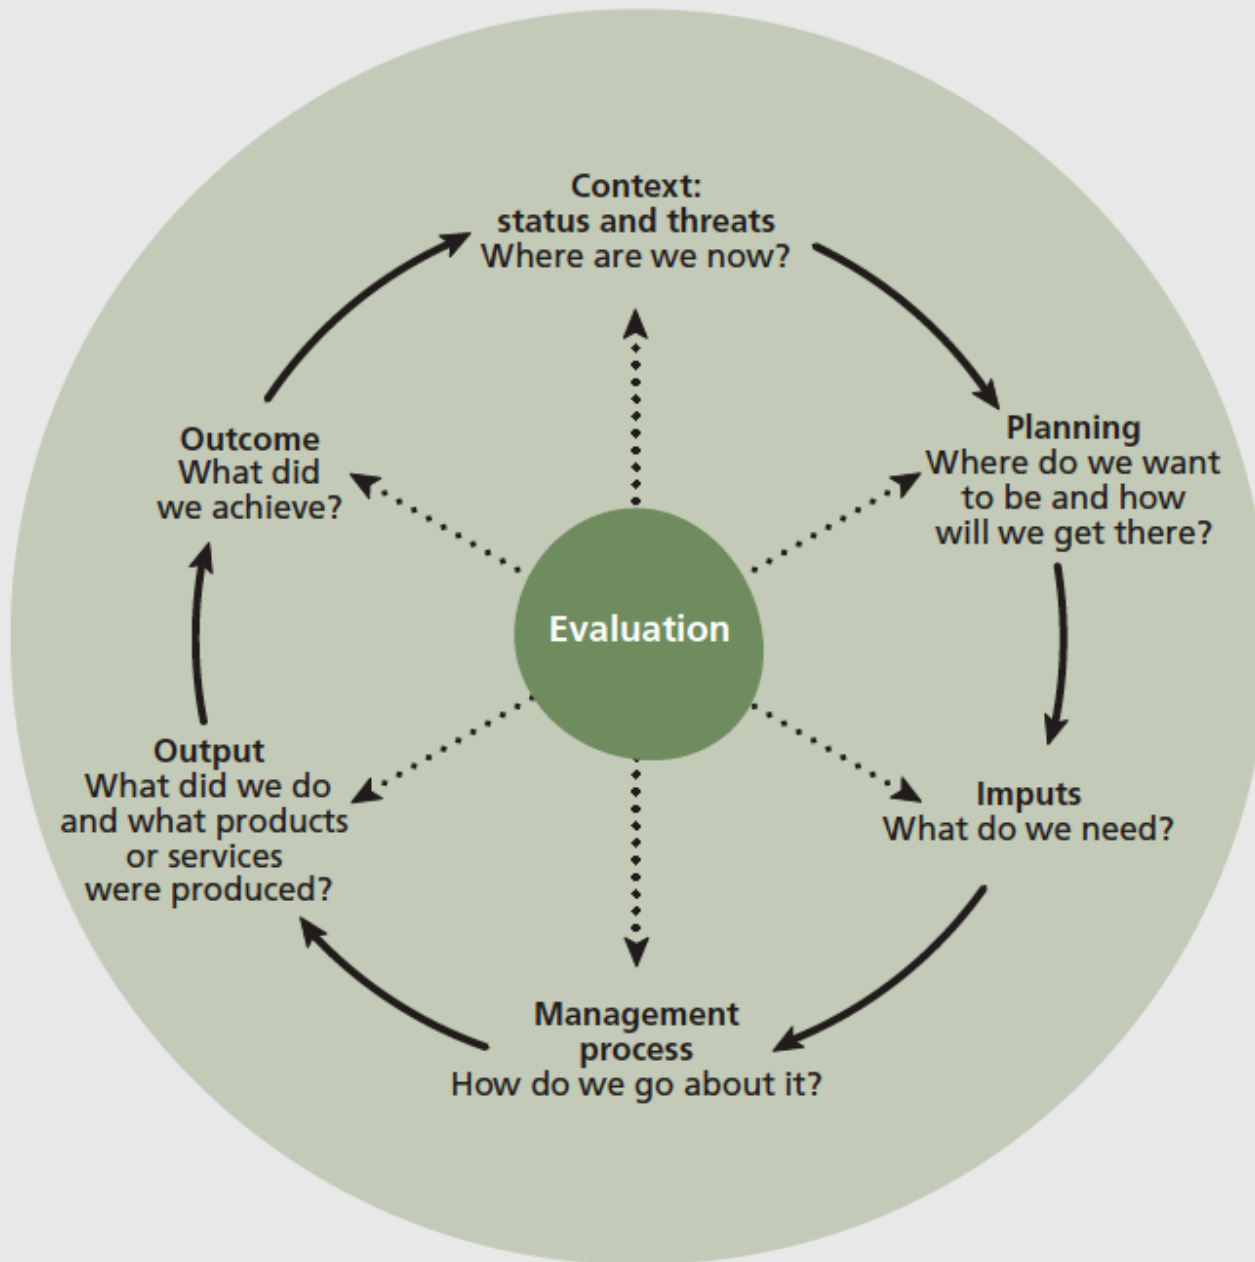 Context:
status and threats
Where are we now?
Planning
Where do we want
to be and how
will we get there?
Imputs
What do we need?
Management
process
How do we go about it?
Output
What did we do
and what products
or services
were produced?
Outcome
What did
we achieve?
Evaluation